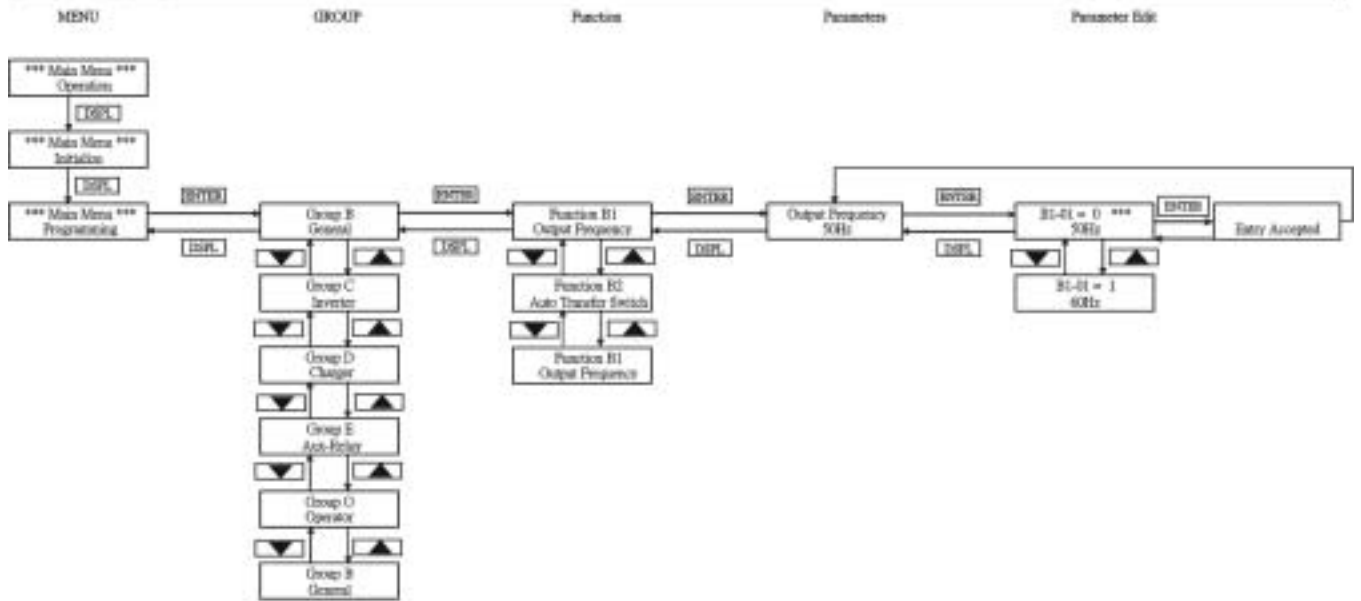 MENU GROUP Function Parameters Parameter Edit
*** Main Menu ***
Operation
DSPL
*** Main Menu ***
DSPL
*** Main Menu ***
Programming
ENTER
DSPL
Group B
General
ENTER
DSPL
Function B1
Output Frequency
ENTER
DSPL
Output Frequency
50Hz
ENTER
DSPL
B1-01 = 0 ***
50Hz
ENTER
Entry Accepted
Group C
Inverter
Function B2
Auto Transfer Switch
B1-01 = 1
60Hz
Group D
Charger
Function B1
Output Frequency
Group E
Aux-Relay
Group O
Operator
Group B
General